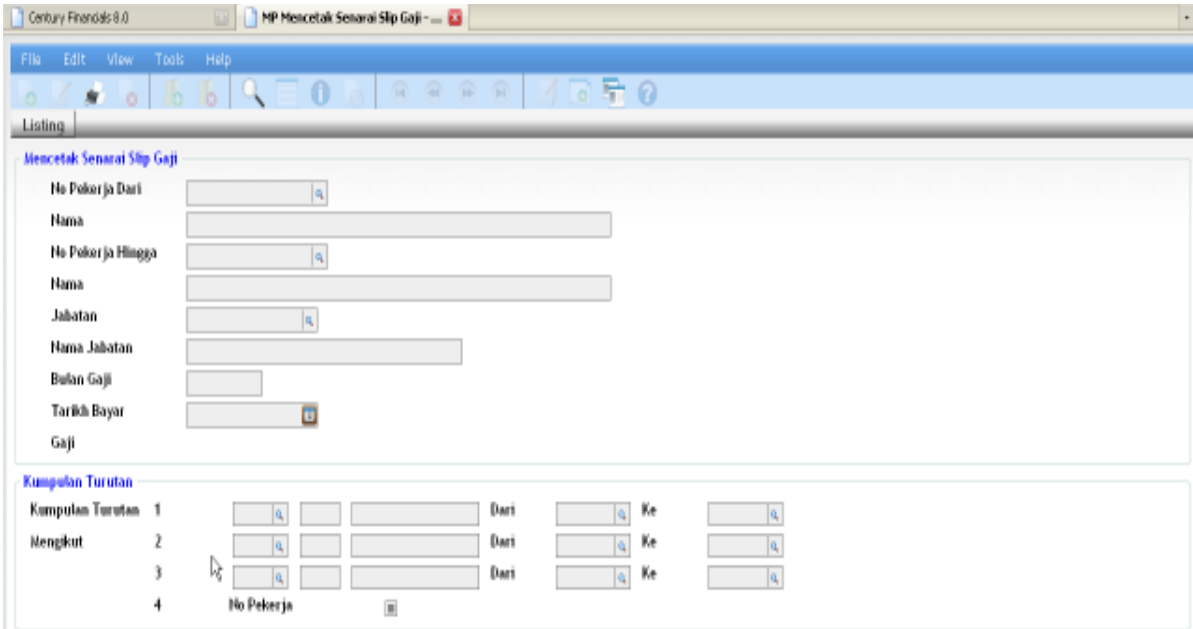 Century Financials 8.0 MP Mencetak Senarai Slip Gaji - ...
File Edit View Tools Help
Listing
Mencetak Senarai Slip Gaji
No Pekerja Dari
Nama
No Pekerja Hingga
Nama
Jabatan
Nama Jabatan
Bulan Gaji
Tarikh Bayar
Gaji
Kumpulan Turutan
Kumpulan Turutan 1 Dari Ke
Mengikut 2 Dari Ke
3 Dari Ke
4 No Pekerja